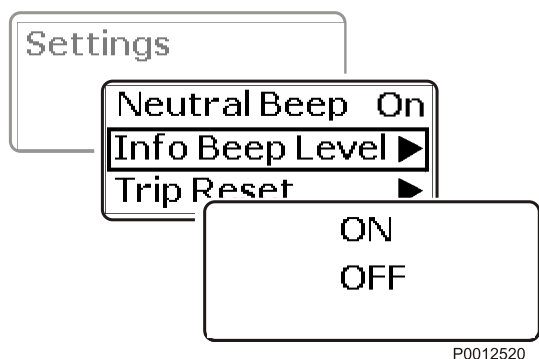 Settings
Neutral Beep On
Info Beep Level ▶
Trip Reset ▶
ON
OFF
P0012520